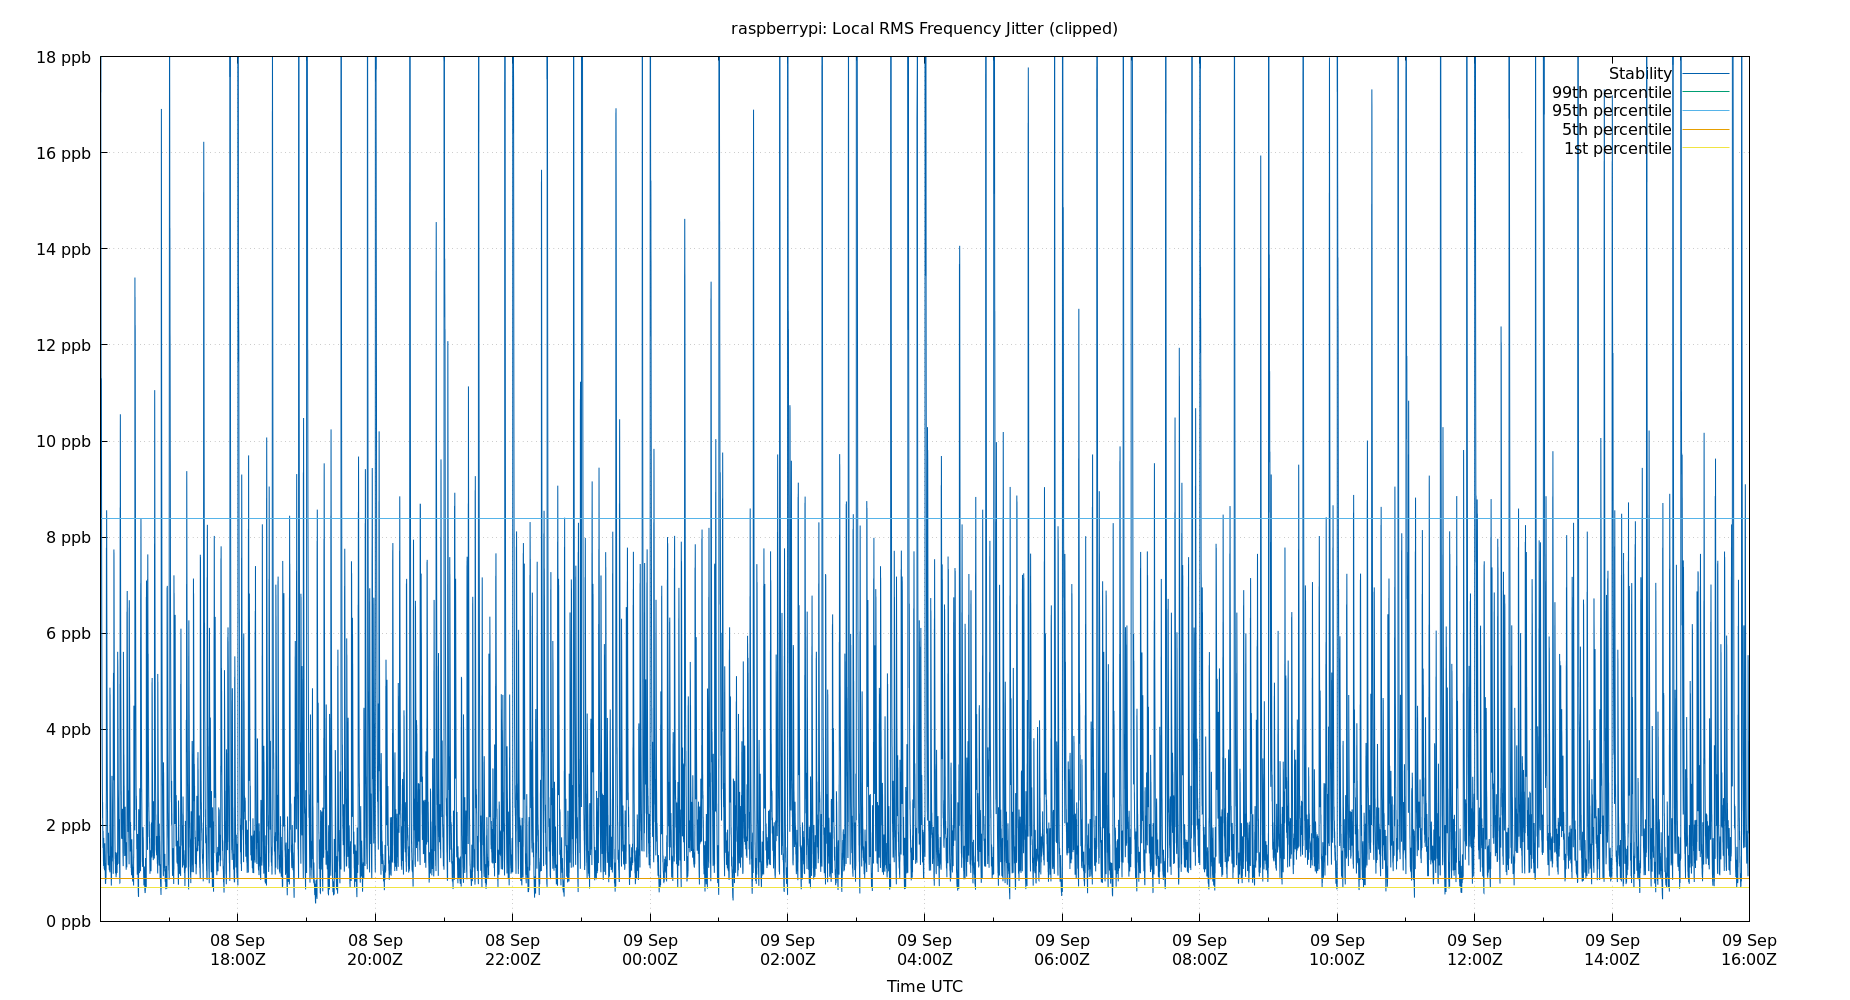 raspberrypi: Local RMS Frequency Jitter (clipped)
18 ppb
16 ppb
14 ppb
12 ppb
10 ppb
8 ppb
6 ppb
4 ppb
2 ppb
0 ppb
Stability
99th percentile
95th percentile
5th percentile
1st percentile
08 Sep 08 Sep 08 Sep 09 Sep 09 Sep 09 Sep 09 Sep 09 Sep 09 Sep 09 Sep 09 Sep 09 Sep
18:00Z 20:00Z 22:00Z 00:00Z 02:00Z 04:00Z 06:00Z 08:00Z 10:00Z 12:00Z 14:00Z 16:00Z
Time UTC